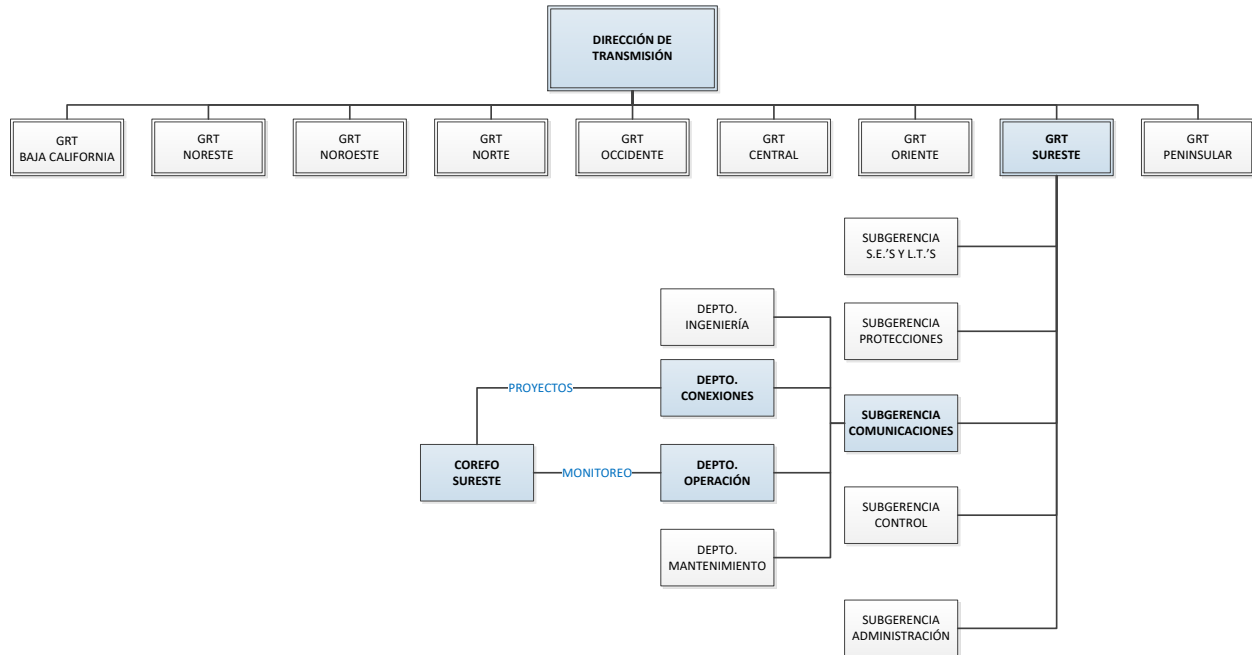 DIRECCIÓN DE
TRANSMISIÓN
GRT
BAJA CALIFORNIA
GRT
NORESTE
GRT
NOROESTE
GRT
NORTE
GRT
OCCIDENTE
GRT
CENTRAL
GRT
ORIENTE
GRT
SURESTE
GRT
PENINSULAR
SUBGERENCIA
S.E.'S Y L.T.'S
DEPTO.
INGENIERÍA
SUBGERENCIA
PROTECCIONES
PROYECTOS
DEPTO.
CONEXIONES
SUBGERENCIA
COMUNICACIONES
COREFO
SURESTE
MONITOREO
DEPTO.
OPERACIÓN
SUBGERENCIA
CONTROL
DEPTO.
MANTENIMIENTO
SUBGERENCIA
ADMINISTRACIÓN